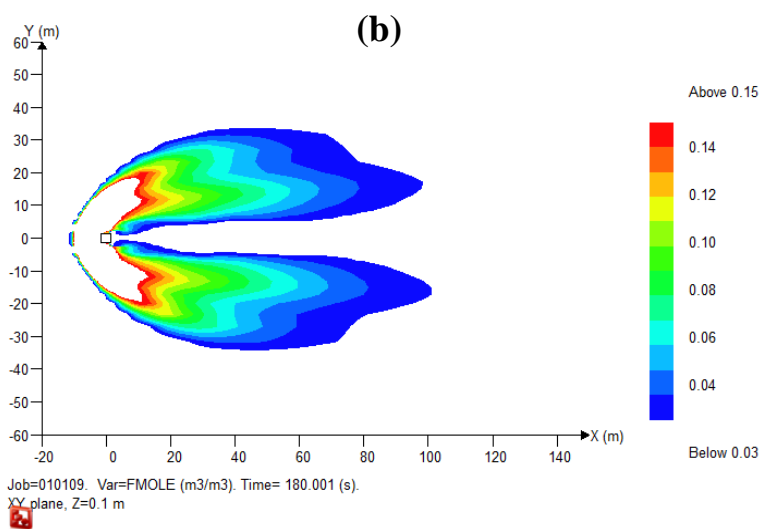 (b)
Y (m)
60
50
40
30
20
10
0
-10
-20
-30
-40
-50
-60
-20 0 20 40 60 80 100 120 140 X (m)
Above 0.15
0.14
0.12
0.10
0.08
0.06
0.04
Below 0.03
Job=010109. Var=FMOLE (m3/m3). Time= 180.001 (s).
XY plane, Z=0.1 m